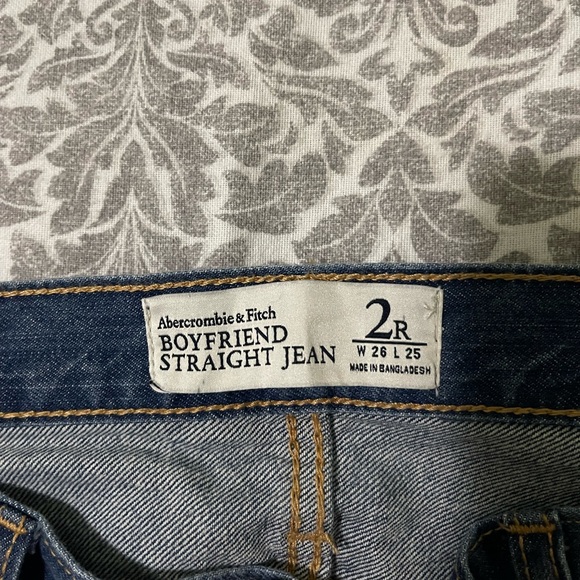 Abercrombie & Fitch
BOYFRIEND
STRAIGHT JEAN
2R
W 26 L 25
MADE IN BANGLADESH